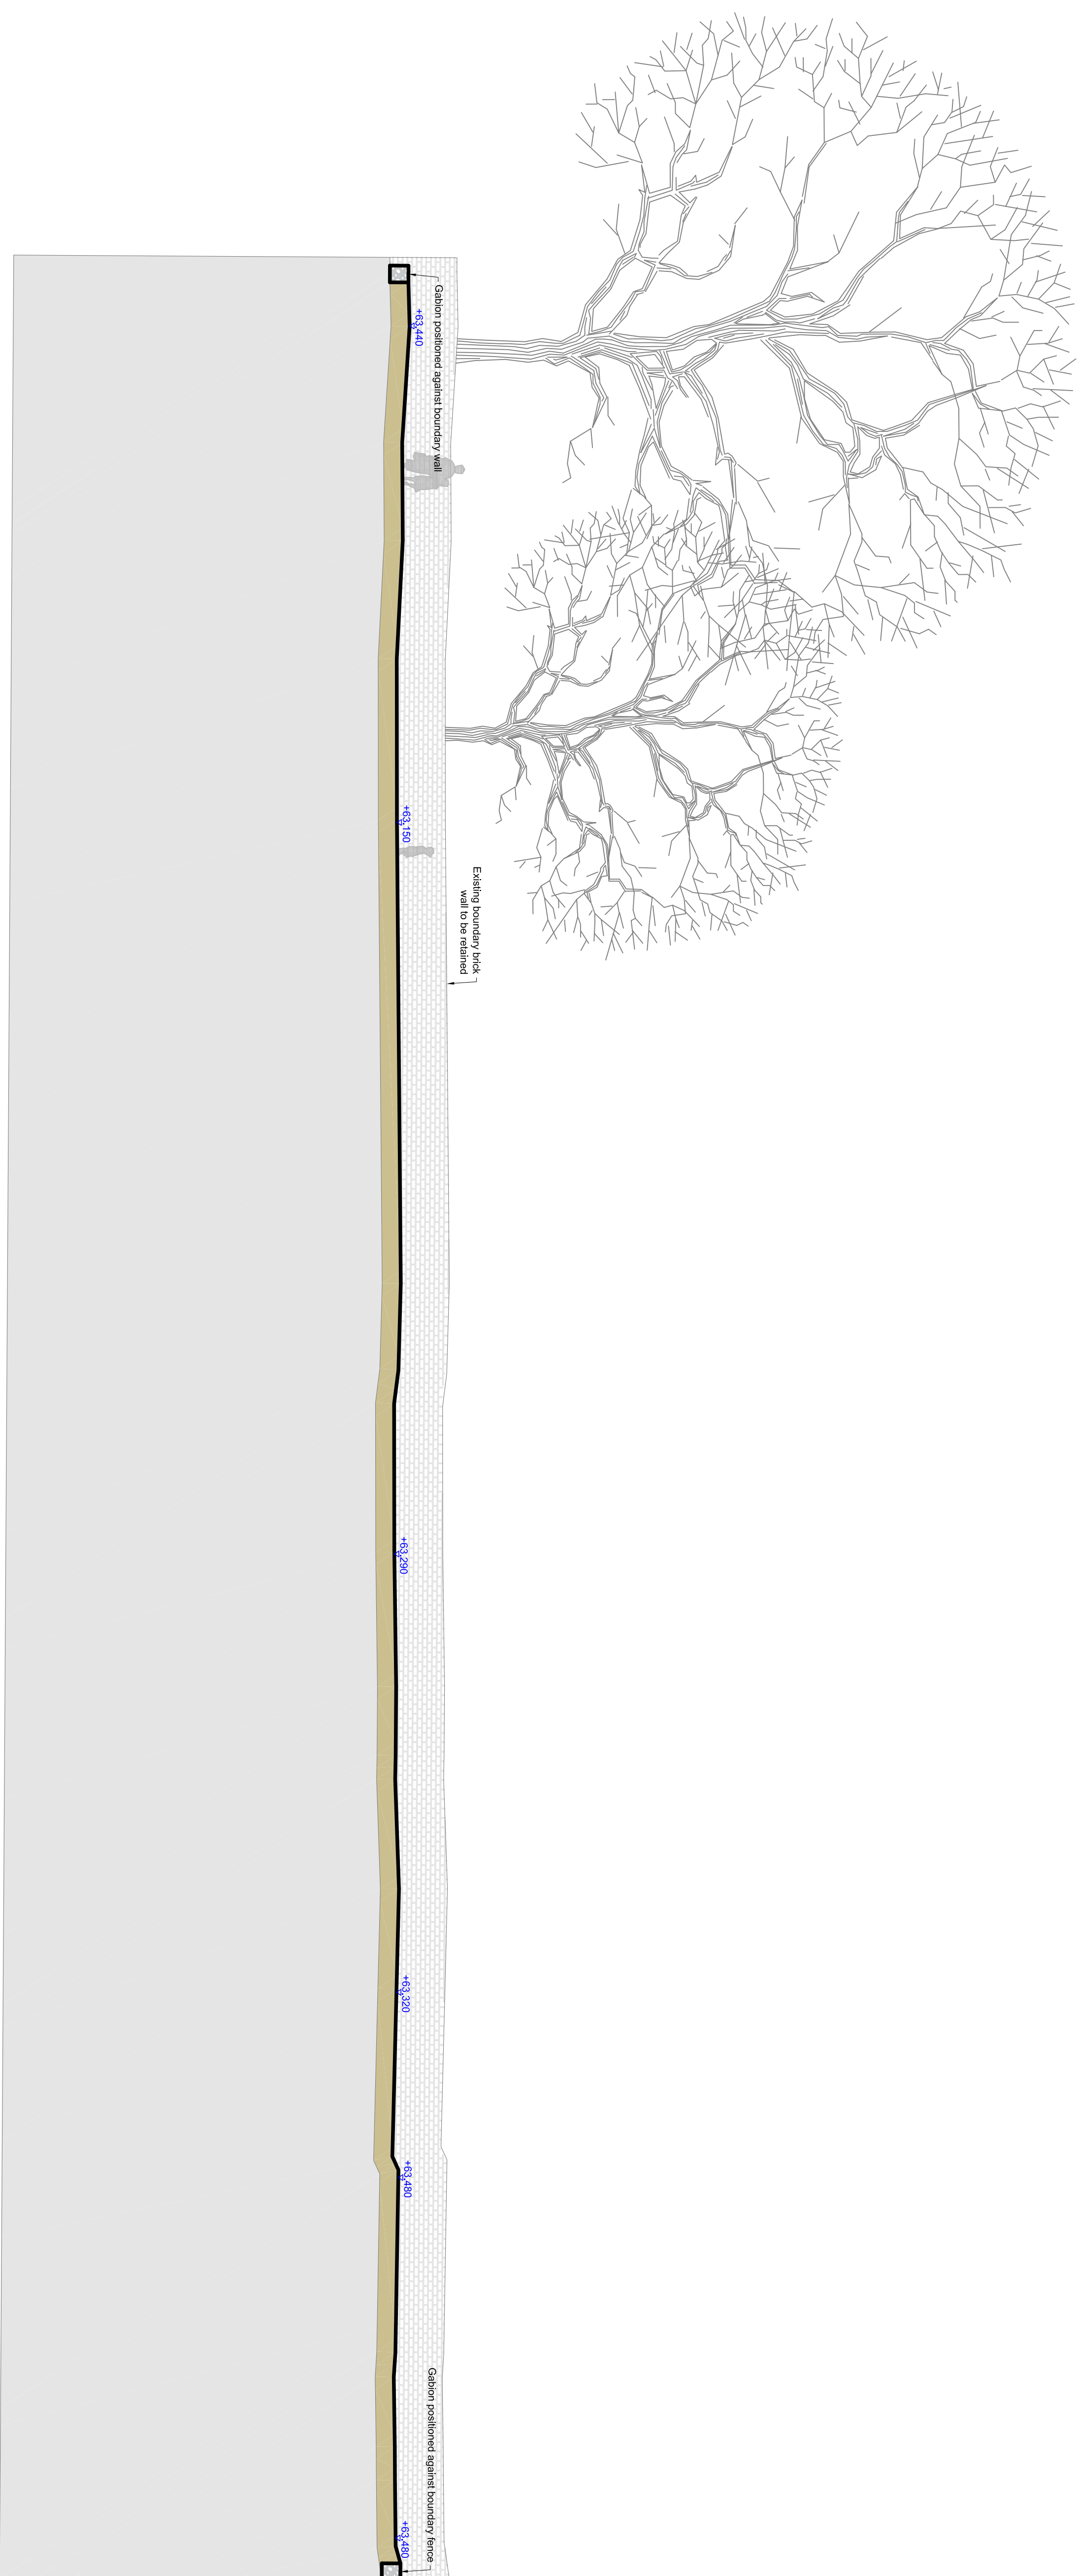 Gabion positioned against boundary wall
+63,440
+63,150
Existing boundary brick
wall to be retained
+63,290
+63,320
+63,480
Gabion positioned against boundary fence
+63,480